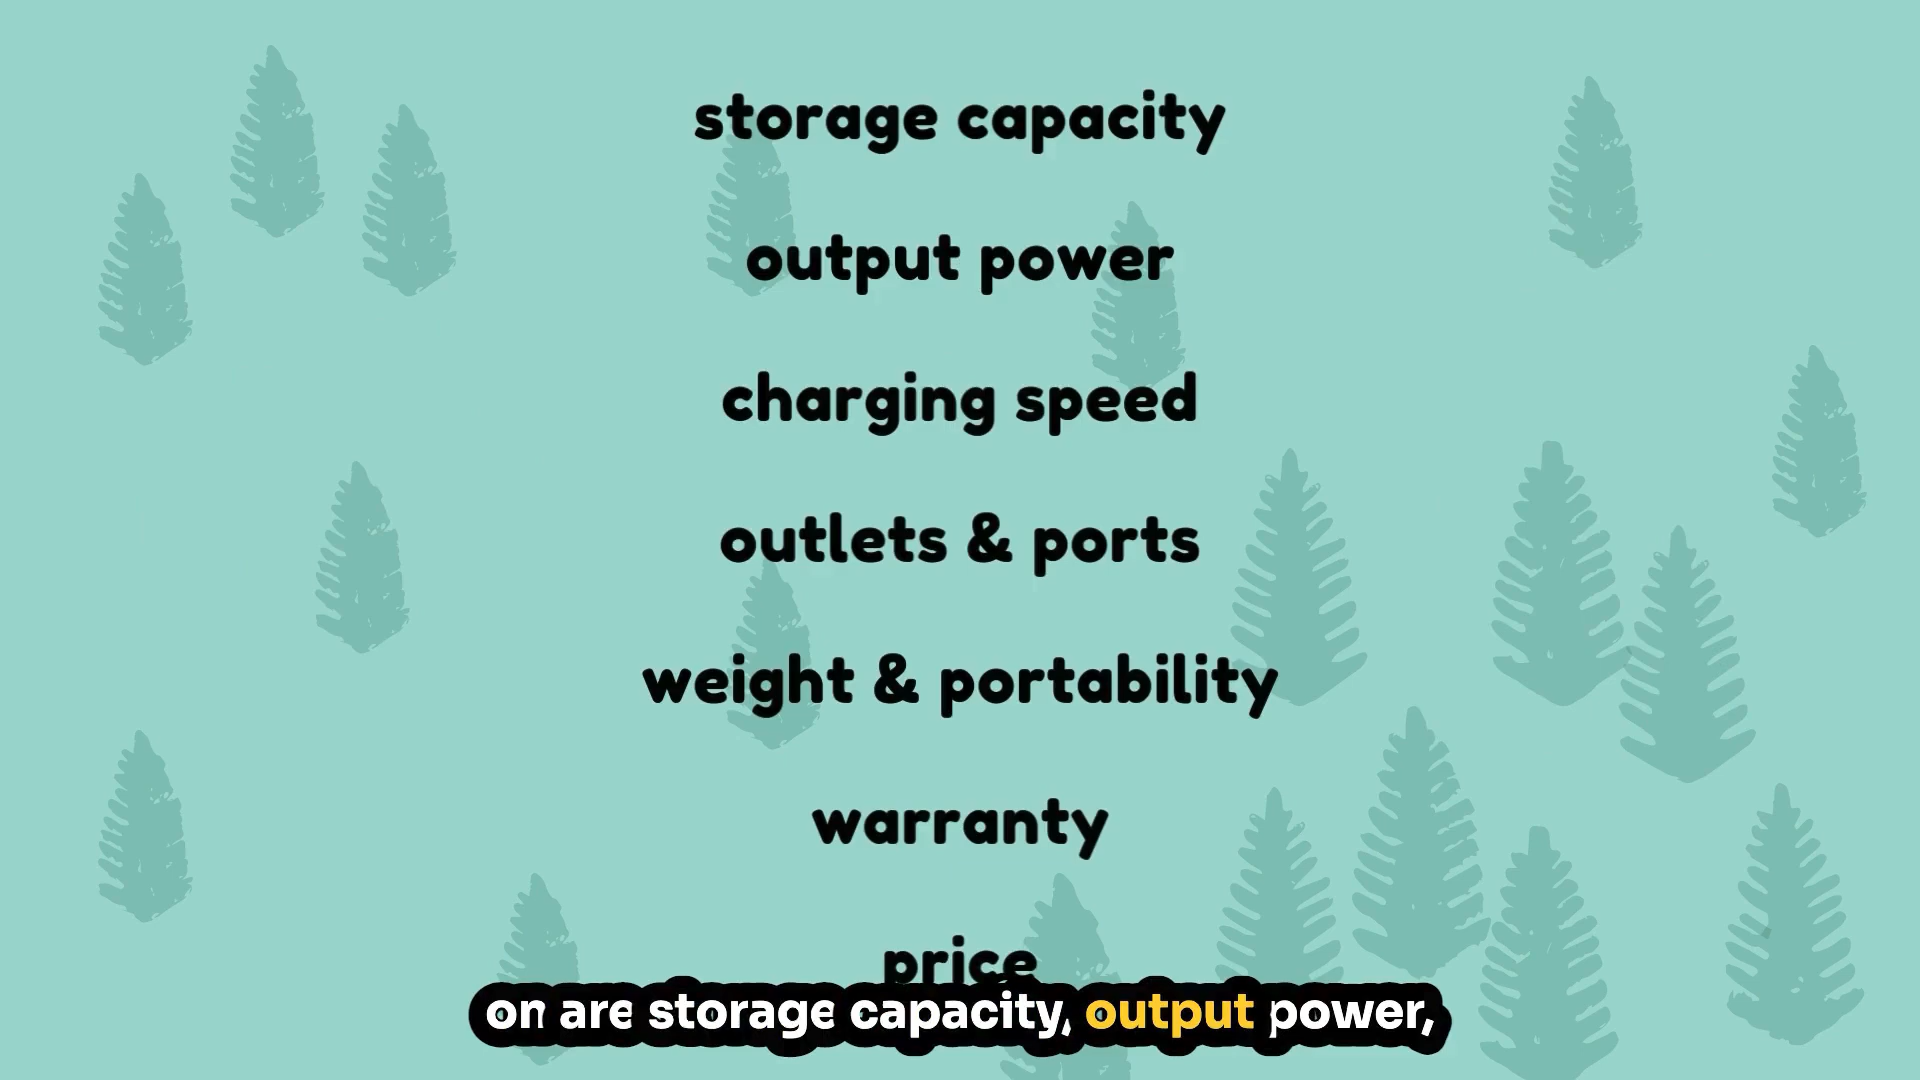 storage capacity
output power
charging speed
outlets & ports
weight & portability
warranty
price
on are storage capacity, output power,